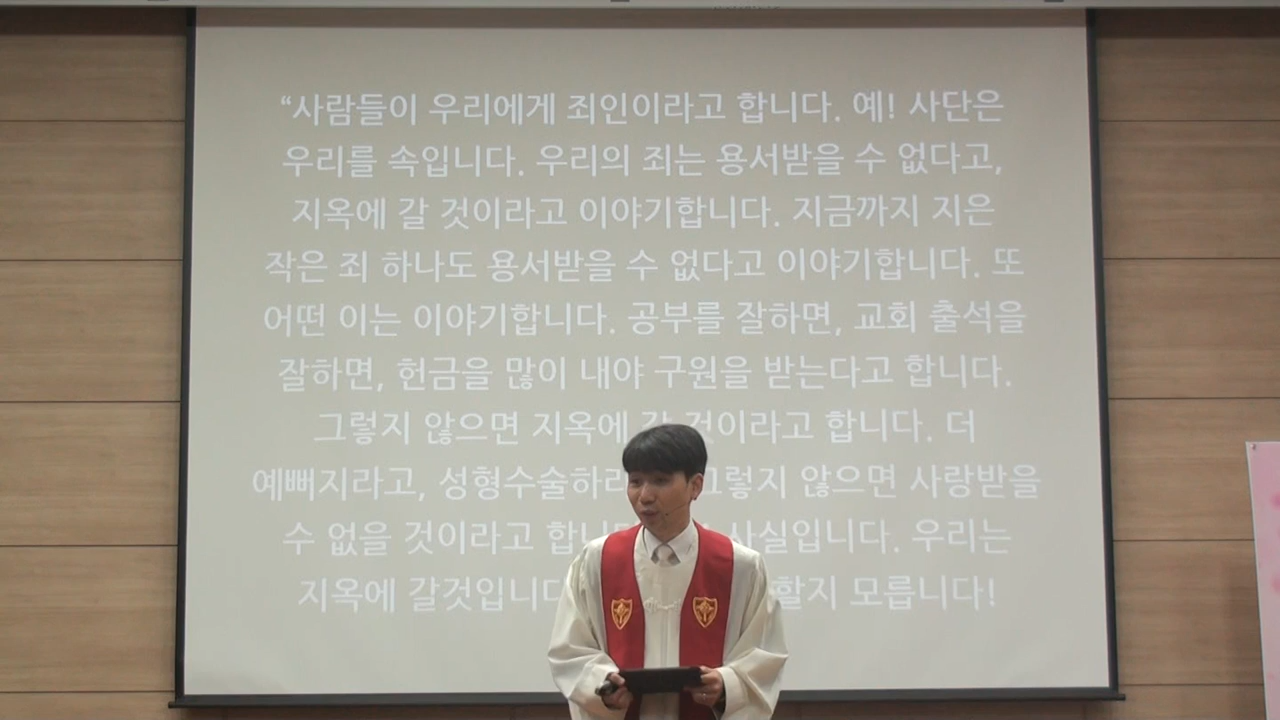 “사람들이 우리에게 죄인이라고 합니다. 예! 사단은
우리를 속입니다. 우리의 죄는 용서받을 수 없다고,
지옥에 갈 것이라고 이야기합니다. 지금까지 지은
작은 죄 하나도 용서받을 수 없다고 이야기합니다. 또
어떤 이는 이야기합니다. 공부를 잘하면, 교회 출석을
잘하면, 헌금을 많이 내야 구원을 받는다고 합니다.
그렇지 않으면 지옥에 갈 것이라고 합니다. 더
예뻐지라고, 그렇지 않으면 사랑받을
수 없을 것이라고 사실입니다. 우리는
지옥에 모릅니다!